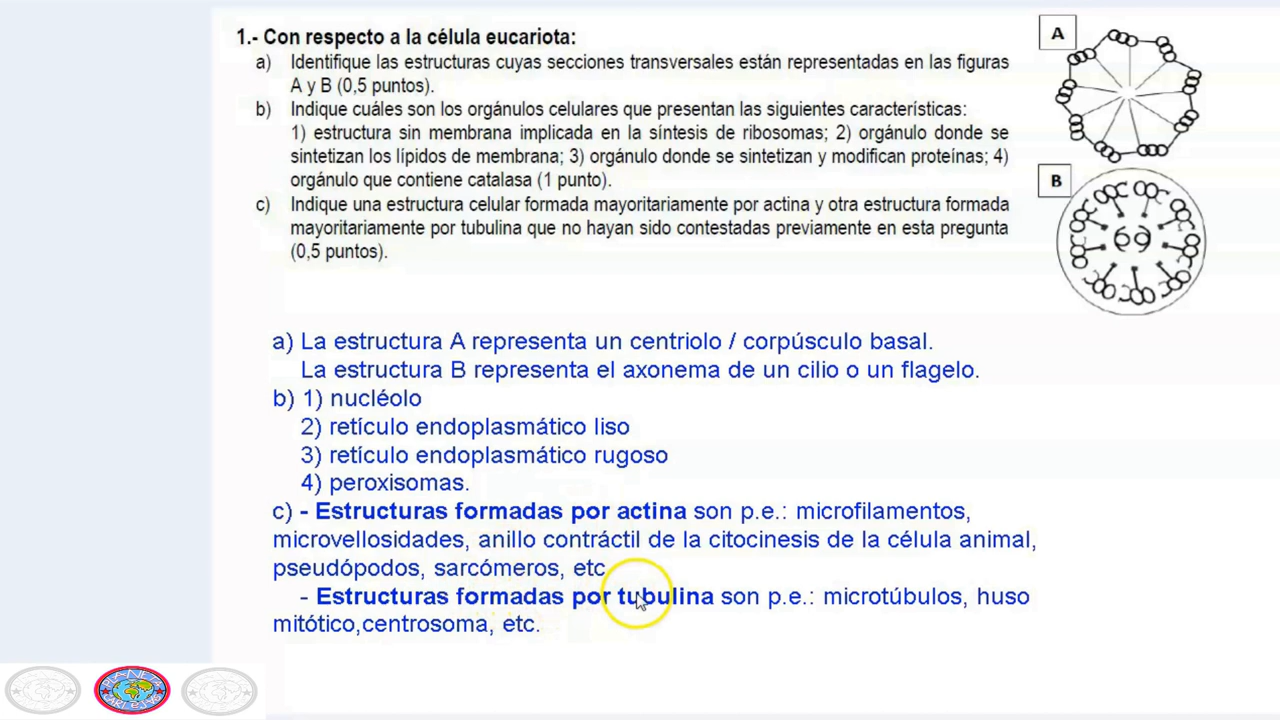 1.- Con respecto a la célula eucariota:
a) Identifique las estructuras cuyas secciones transversales están representadas en las figuras
A y B (0,5 puntos).
b) Indique cuáles son los orgánulos celulares que presentan las siguientes características:
1) estructura sin membrana implicada en la síntesis de ribosomas; 2) orgánulo donde se
sintetizan los lípidos de membrana; 3) orgánulo donde se sintetizan y modifican proteínas; 4)
orgánulo que contiene catalasa (1 punto).
c) Indique una estructura celular formada mayoritariamente por actina y otra estructura formada
mayoritariamente por tubulina que no hayan sido contestadas previamente en esta pregunta
(0,5 puntos).
A
B
a) La estructura A representa un centriolo / corpúsculo basal.
La estructura B representa el axonema de un cilio o un flagelo.
b) 1) nucléolo
2) retículo endoplasmático liso
3) retículo endoplasmático rugoso
4) peroxisomas.
c) - Estructuras formadas por actina son p.e.: microfilamentos,
microvellosidades, anillo contráctil de la citocinesis de la célula animal,
pseudópodos, sarcómeros, etc
- Estructuras formadas por tubulina son p.e.: microtúbulos, huso
mitótico,centrosoma, etc.
PLANETA